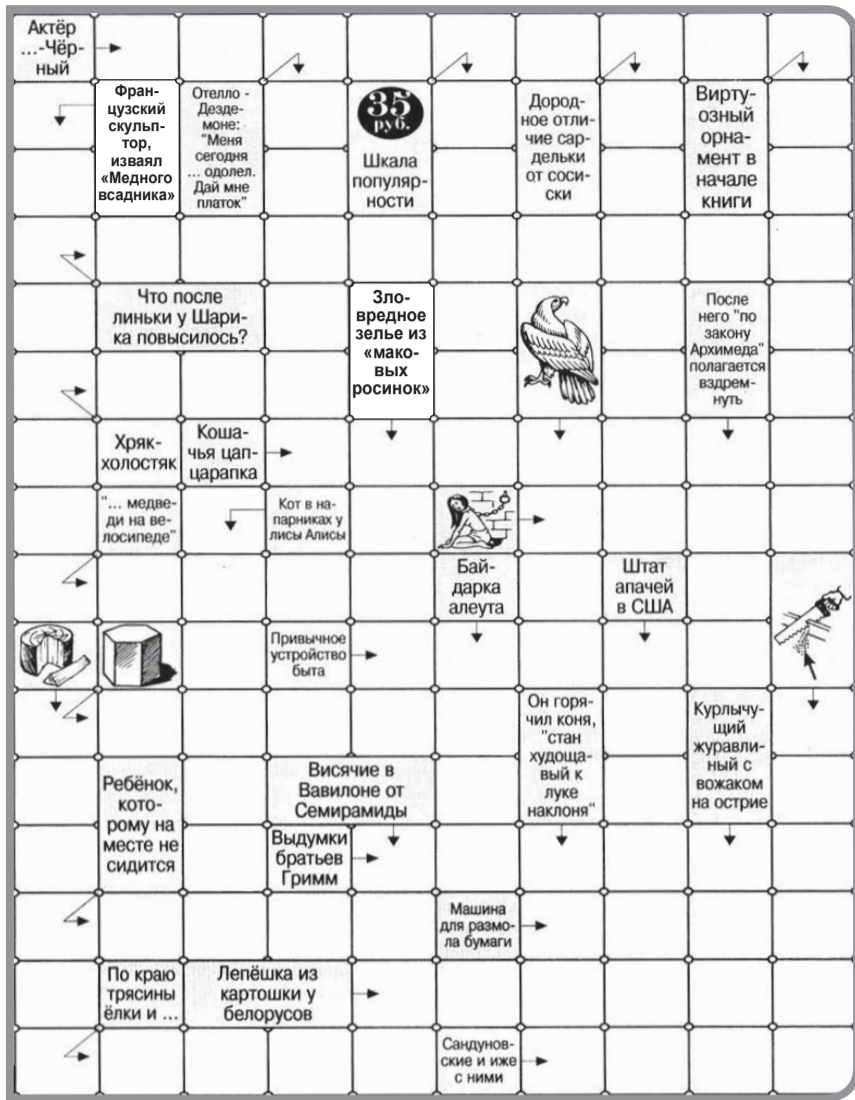 Актёр
...-Чёр-
ный
Фран-
цузский
скульп-
тор,
изваял
«Медного
всадника»
Отелло -
Дезде-
моне:
"Меня
сегодня
... одолел.
Дай мне
платок"
35
руб.
Шкала
популяр-
ности
Дород-
ное отли-
чие сар-
дельки
от соси-
ски
Вирту-
озный
орна-
мент в
начале
книги
Что после
линьки у Шари-
ка повысилось?
Зло-
вредное
зелье из
«мако-
вых
росинок»
После
него "по
закону
Архимеда"
полагается
вздрем-
нуть
Хряк-
холостяк
Коша-
чья цап-
царапка
"... медве-
ди на ве-
лосипеде"
Кот в на-
парниках у
лисы Алисы
Бай-
дарка
алеута
Штат
апачей
в США
Привычное
устройство
быта
Он горя-
чил коня,
"стан
худоща-
вый к
луке
наклоня"
Курлычу-
щий
журавли-
ный с
вожаком
на острие
Ребёнок,
кото-
рому на
месте не
сидится
Висячие в
Вавилоне от
Семирамиды
Выдумки
братьев
Гримм
Машина
для размо-
ла бумаги
По краю
трясины
ёлки и ...
Лепёшка из
картошки у
белорусов
Сандунов-
ские и иже
с ними